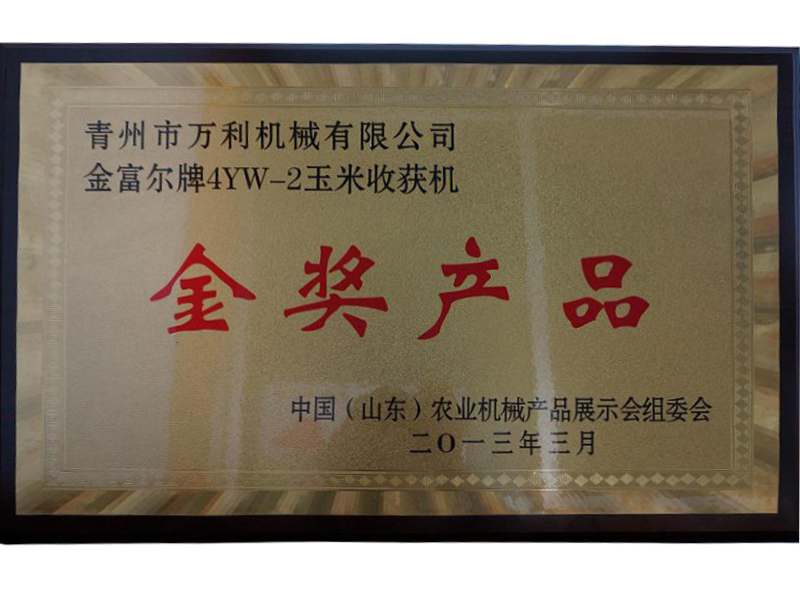 青州市万利机械有限公司
金富尔牌4YW-2玉米收获机
金奖产品
中国（山东）农业机械产品展示会组委会
二〇一三年三月